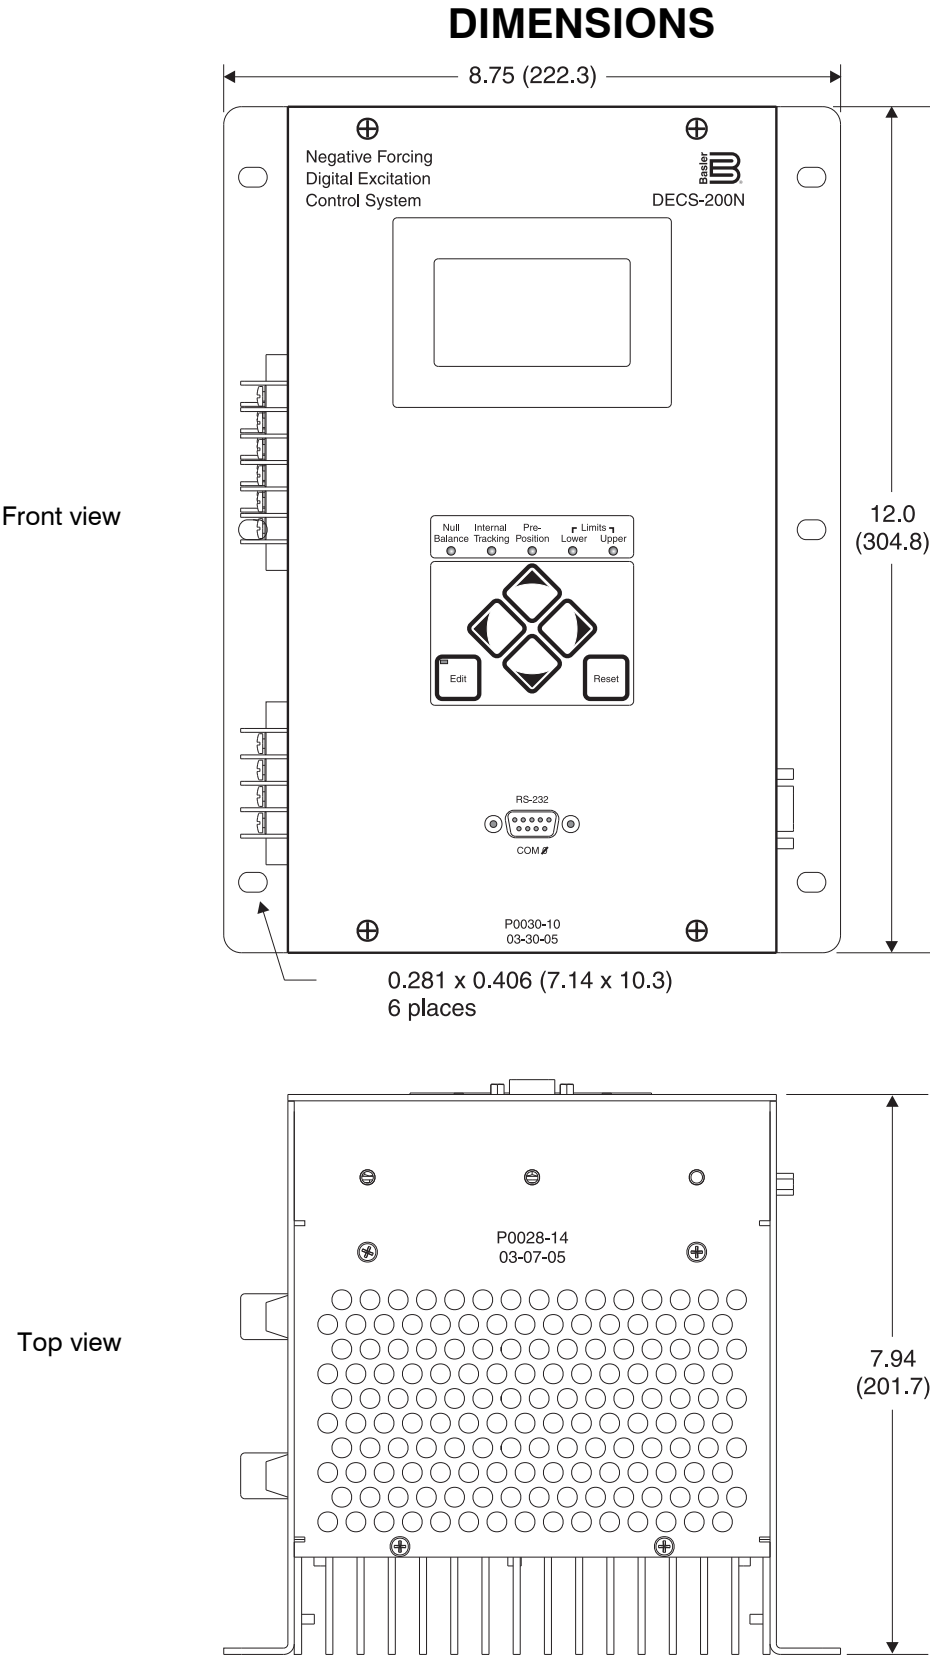 DIMENSIONS
8.75 (222.3)
Negative Forcing
Digital Excitation
Control System
Basler
DECS-200N
Front view
12.0
(304.8)
Null Balance
Internal Tracking
Pre-Position
Limits
Lower
Upper
Edit
Reset
RS-232
COM Ø
P0030-10
03-30-05
0.281 x 0.406 (7.14 x 10.3)
6 places
P0028-14
03-07-05
Top view
7.94
(201.7)